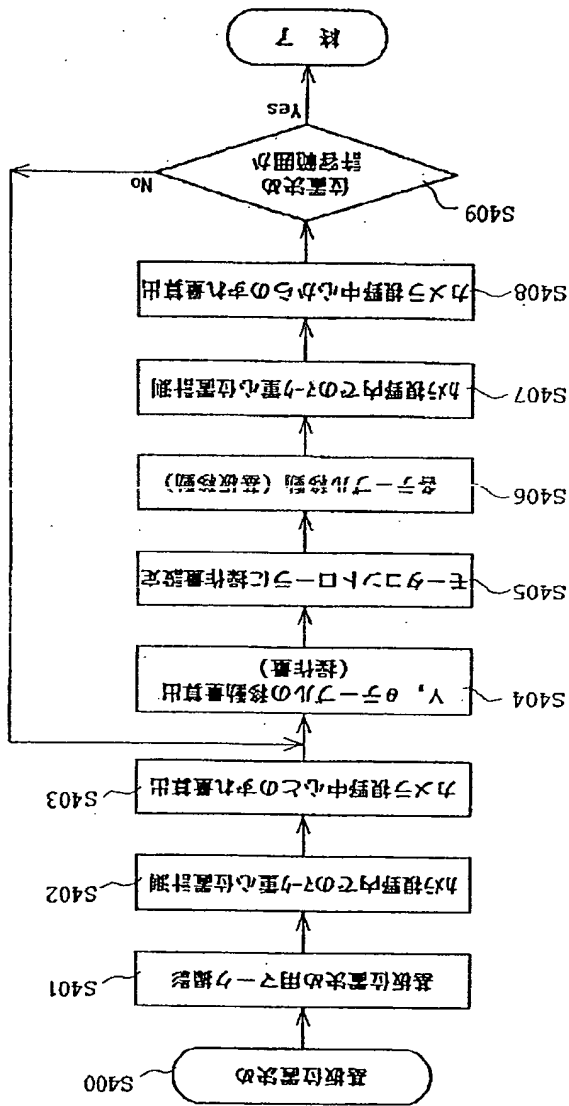 基板位置決め
S400
基板位置決め用マーク撮影
S401
カメラ視野内でのマーク重心位置計測
S402
カメラ視野中心とのずれ量算出
S403
Y, θテーブルの移動量算出
(操作量)
S404
モータコントローラに操作量設定
S405
各テーブル移動 (基板移動)
S406
カメラ視野内でのマーク重心位置計測
S407
カメラ視野中心からのずれ量算出
S408
位置決め
許容範囲か
S409
No
Yes
終 了